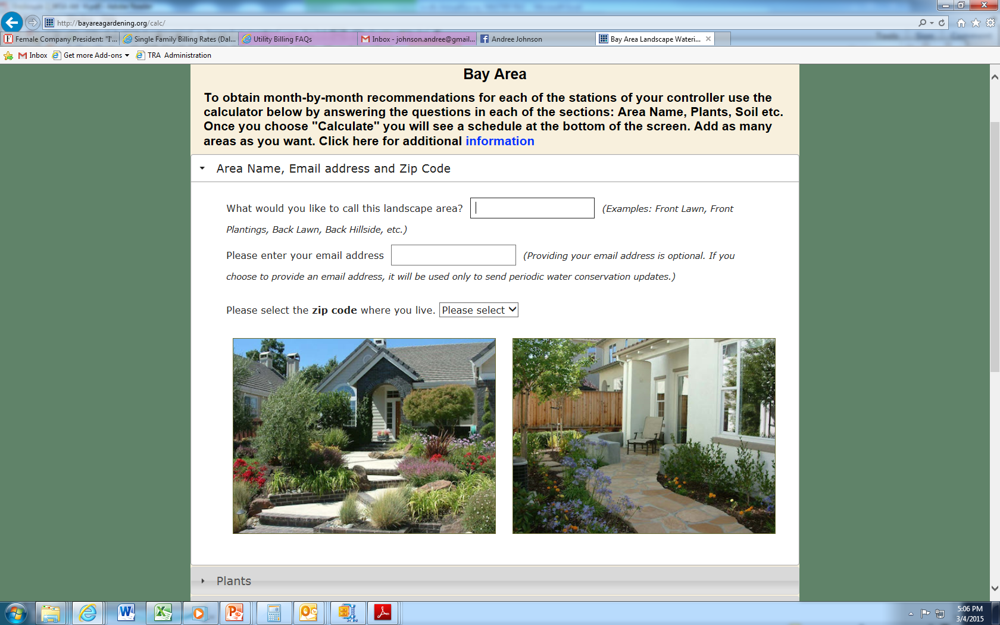 http://bayareagardening.org/calc/
Female Company President: "I'...
Single Family Billing Rates (Dal...
Utility Billing FAQs
Inbox - johnson.andree@gmail...
Andree Johnson
Bay Area Landscape Wateri...
Inbox
Get more Add-ons
TRA Administration
Bay Area
To obtain month-by-month recommendations for each of the stations of your controller use the
calculator below by answering the questions in each of the sections: Area Name, Plants, Soil etc.
Once you choose "Calculate" you will see a schedule at the bottom of the screen. Add as many
areas as you want. Click here for additional information
Area Name, Email address and Zip Code
What would you like to call this landscape area? (Examples: Front Lawn, Front
Plantings, Back Lawn, Back Hillside, etc.)
Please enter your email address (Providing your email address is optional. If you
choose to provide an email address, it will be used only to send periodic water conservation updates.)
Please select the zip code where you live. Please select
Plants
5:06 PM
3/4/2015